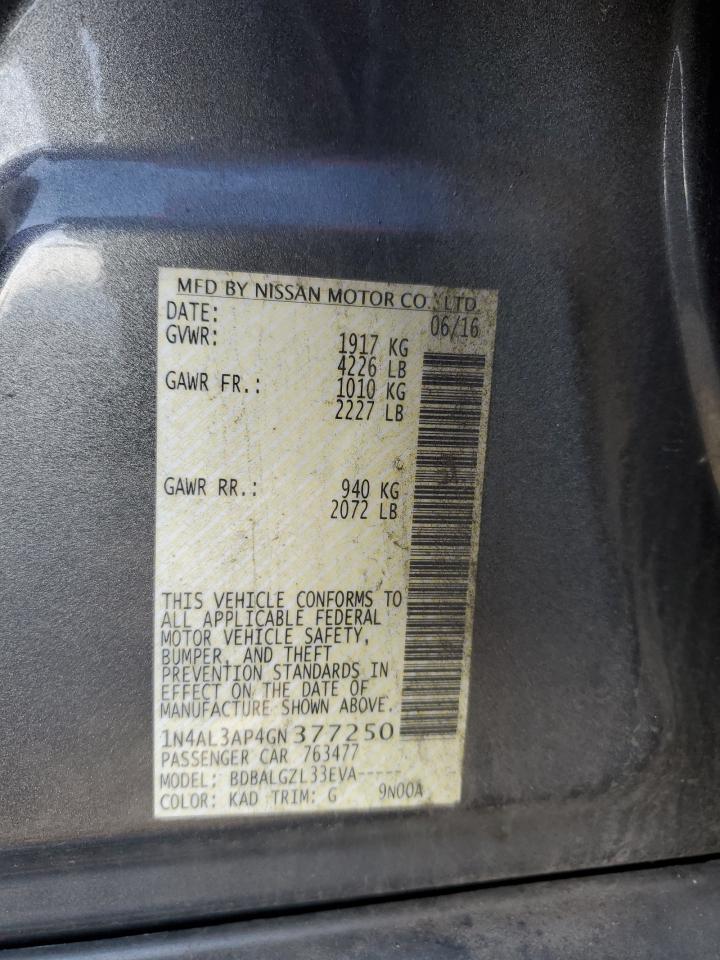 MFD BY NISSAN MOTOR CO., LTD
DATE: 06/16
GVWR: 1917 KG
4226 LB
GAWR FR.: 1010 KG
2227 LB
GAWR RR.: 940 KG
2072 LB
THIS VEHICLE CONFORMS TO
ALL APPLICABLE FEDERAL
MOTOR VEHICLE SAFETY,
BUMPER, AND THEFT
PREVENTION STANDARDS IN
EFFECT ON THE DATE OF
MANUFACTURE SHOWN ABOVE.
1N4AL3AP4GN377250
PASSENGER CAR 763477
MODEL: BDBALGZL33EVA-----
COLOR: KAD TRIM: G 9N00A